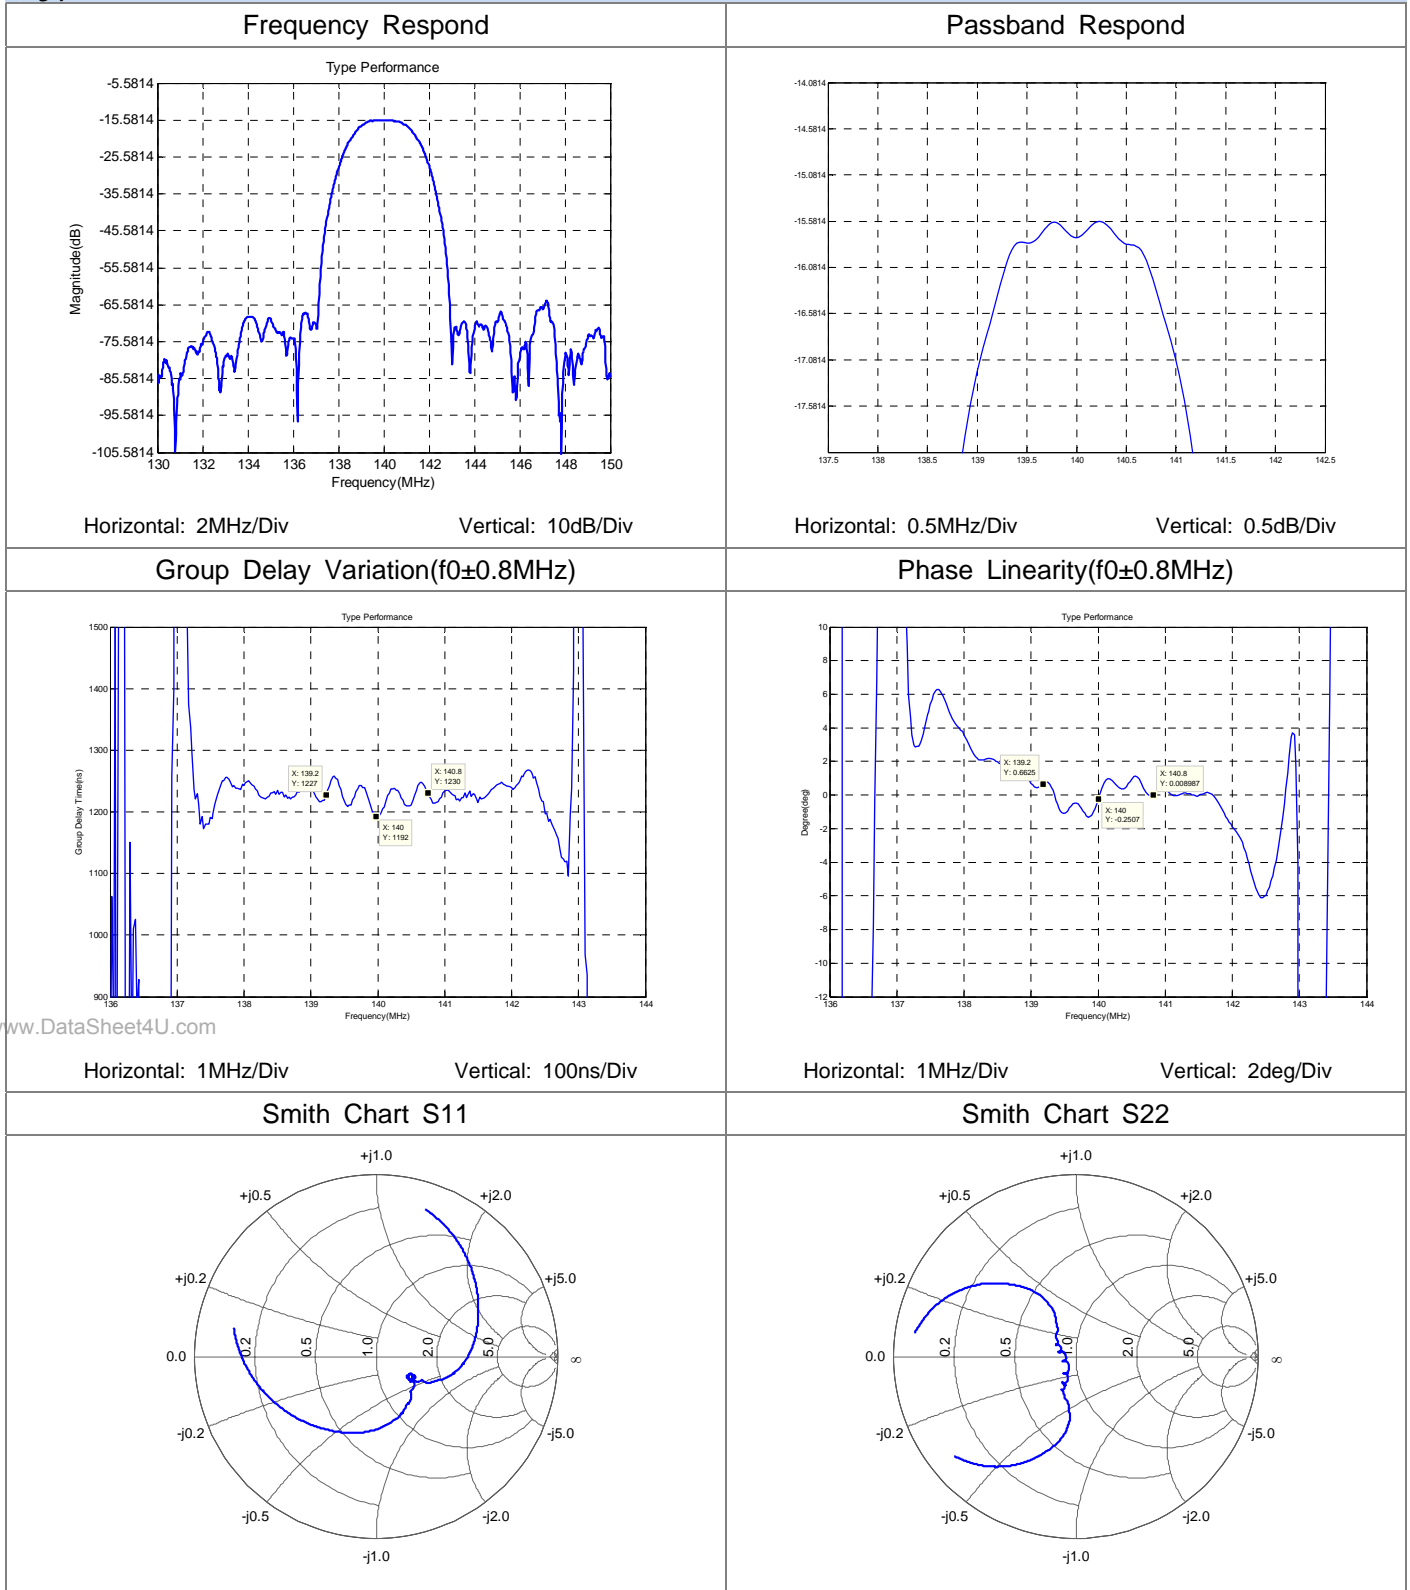 Frequency Respond
Passband Respond
Type Performance
-5.5814
-15.5814
-25.5814
-35.5814
-45.5814
-55.5814
-65.5814
-75.5814
-85.5814
-95.5814
-105.5814
Magnitude(dB)
130 132 134 136 138 140 142 144 146 148 150
Frequency(MHz)
Horizontal: 2MHz/Div Vertical: 10dB/Div
-14.0814
-14.5814
-15.0814
-15.5814
-16.0814
-16.5814
-17.0814
-17.5814
137.5 138 138.5 139 139.5 140 140.5 141 141.5 142 142.5
Horizontal: 0.5MHz/Div Vertical: 0.5dB/Div
Group Delay Variation(f0±0.8MHz)
Phase Linearity(f0±0.8MHz)
Type Performance
1500
1400
1300
1200
1100
1000
900
Group Delay Time(ns)
X: 139.2
Y: 1227
X: 140.8
Y: 1230
X: 140
Y: 1192
136 137 138 139 140 141 142 143 144
Frequency(MHz)
www.DataSheet4U.com
Horizontal: 1MHz/Div Vertical: 100ns/Div
Type Performance
10
8
6
4
2
0
-2
-4
-6
-8
-10
-12
Degree(deg)
X: 139.2
Y: 0.6625
X: 140.8
Y: 0.008987
X: 140
Y: -0.2507
136 137 138 139 140 141 142 143 144
Frequency(MHz)
Horizontal: 1MHz/Div Vertical: 2deg/Div
Smith Chart S11
Smith Chart S22
+j1.0
+j0.5 +j2.0
+j0.2 +j5.0
0.0 0.2 0.5 1.0 2.0 5.0 ∞
-j0.2 -j5.0
-j0.5 -j2.0
-j1.0
+j1.0
+j0.5 +j2.0
+j0.2 +j5.0
0.0 0.2 0.5 1.0 2.0 5.0 ∞
-j0.2 -j5.0
-j0.5 -j2.0
-j1.0